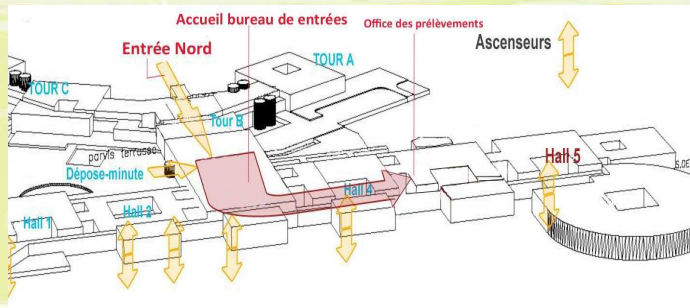 Accueil bureau de entrées
Office des prélèvements
Entrée Nord
Ascenseurs
TOUR A
TOUR C
Tour B
parvis terrasse
Dépose-minute
Hall 5
Hall 4
Hall 2
Hall 1